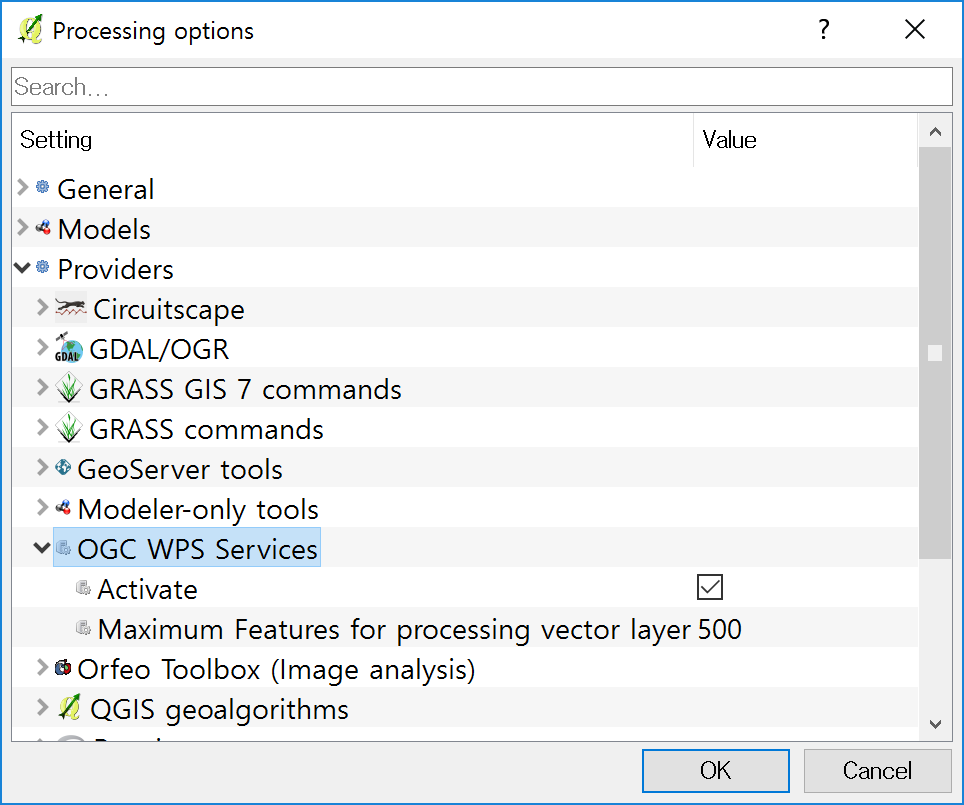 Processing options
?
Search...
Setting Value
General
Models
Providers
Circuitscape
GDAL/OGR
GDAL
GRASS GIS 7 commands
GRASS commands
GeoServer tools
Modeler-only tools
OGC WPS Services
Activate
Maximum Features for processing vector layer 500
Orfeo Toolbox (Image analysis)
QGIS geoalgorithms
OK Cancel